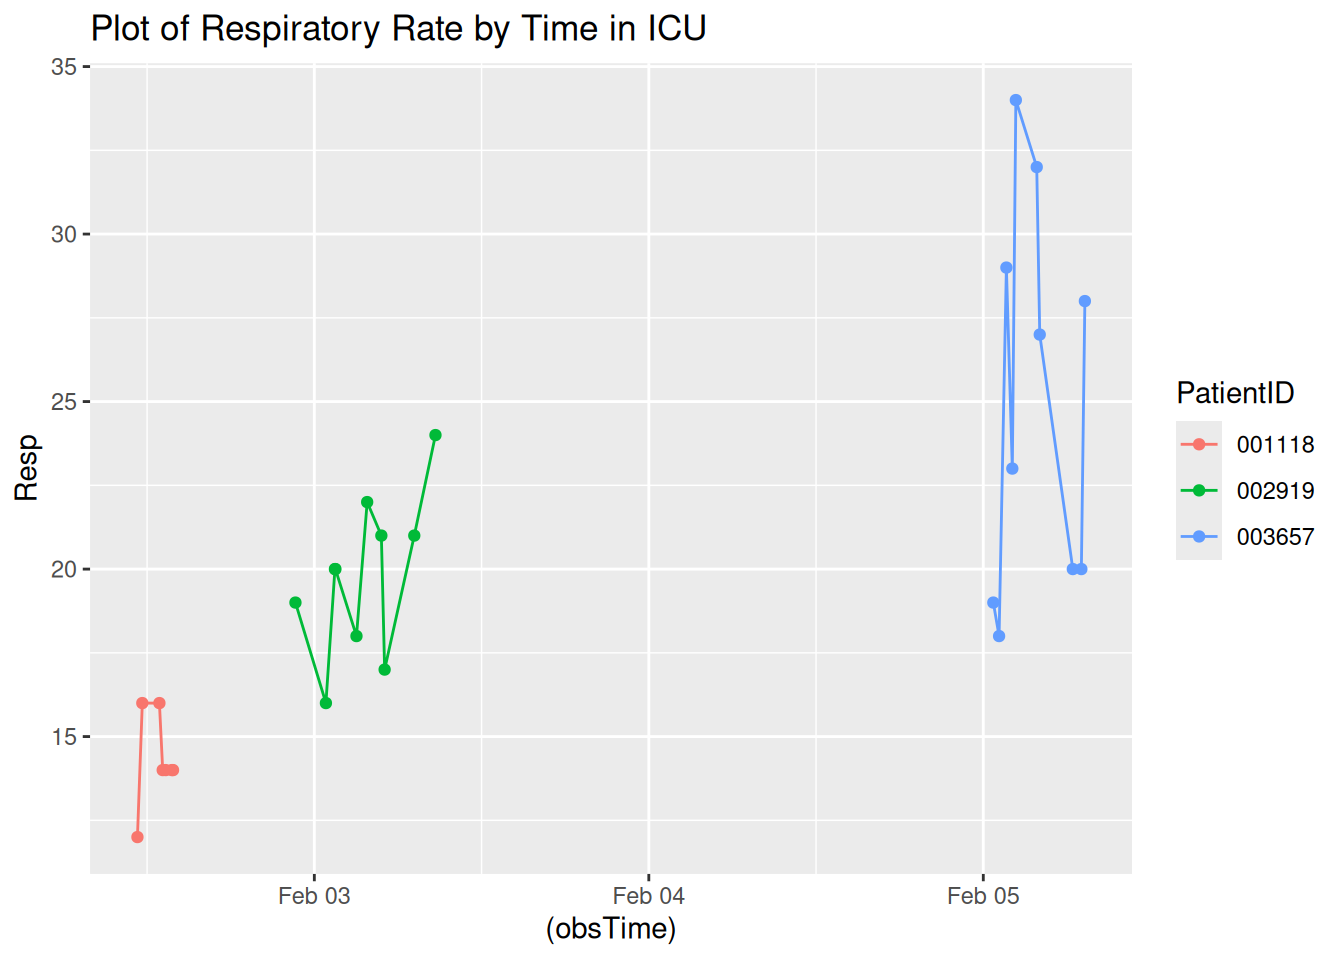 Plot of Respiratory Rate by Time in ICU
35
30
25
20
15
Resp
Feb 03
Feb 04
Feb 05
(obsTime)
PatientID
001118
002919
003657